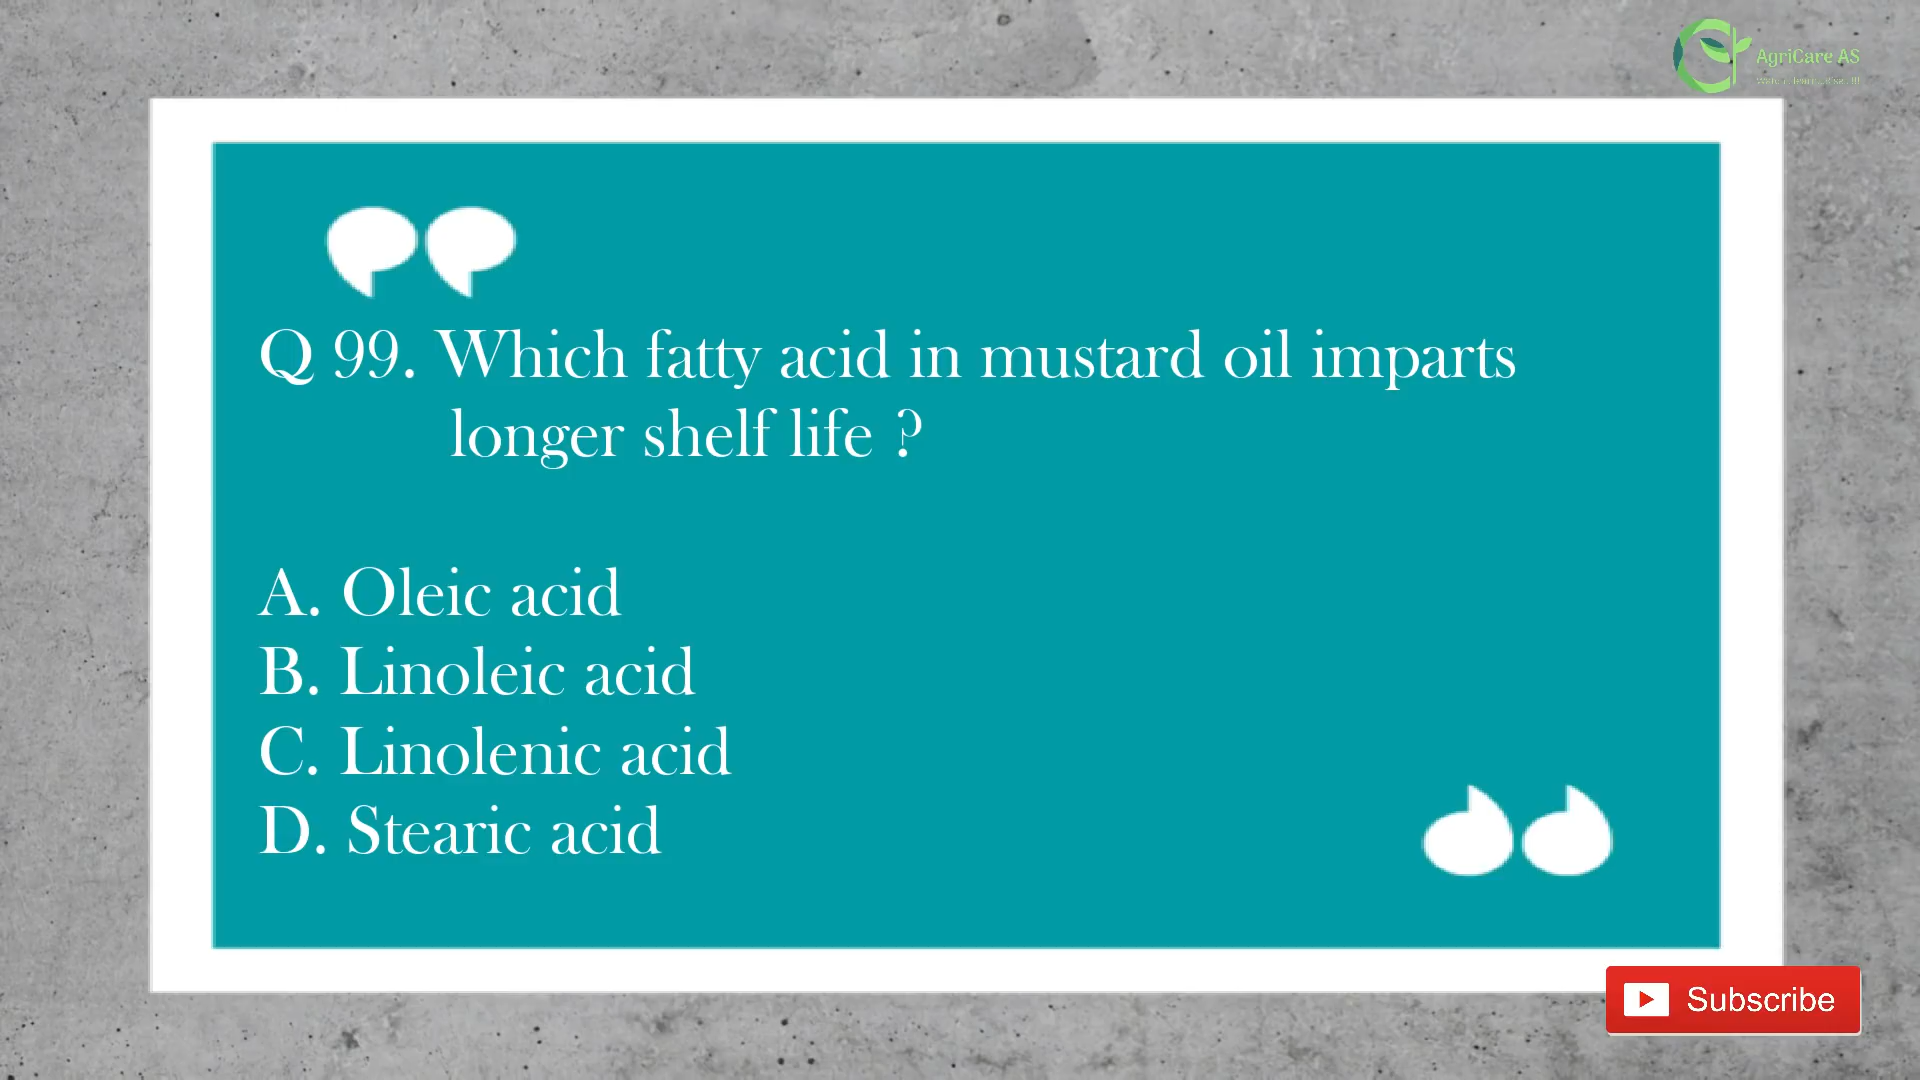 AgriCare AS
Q 99. Which fatty acid in mustard oil imparts
longer shelf life ?
A. Oleic acid
B. Linoleic acid
C. Linolenic acid
D. Stearic acid
Subscribe